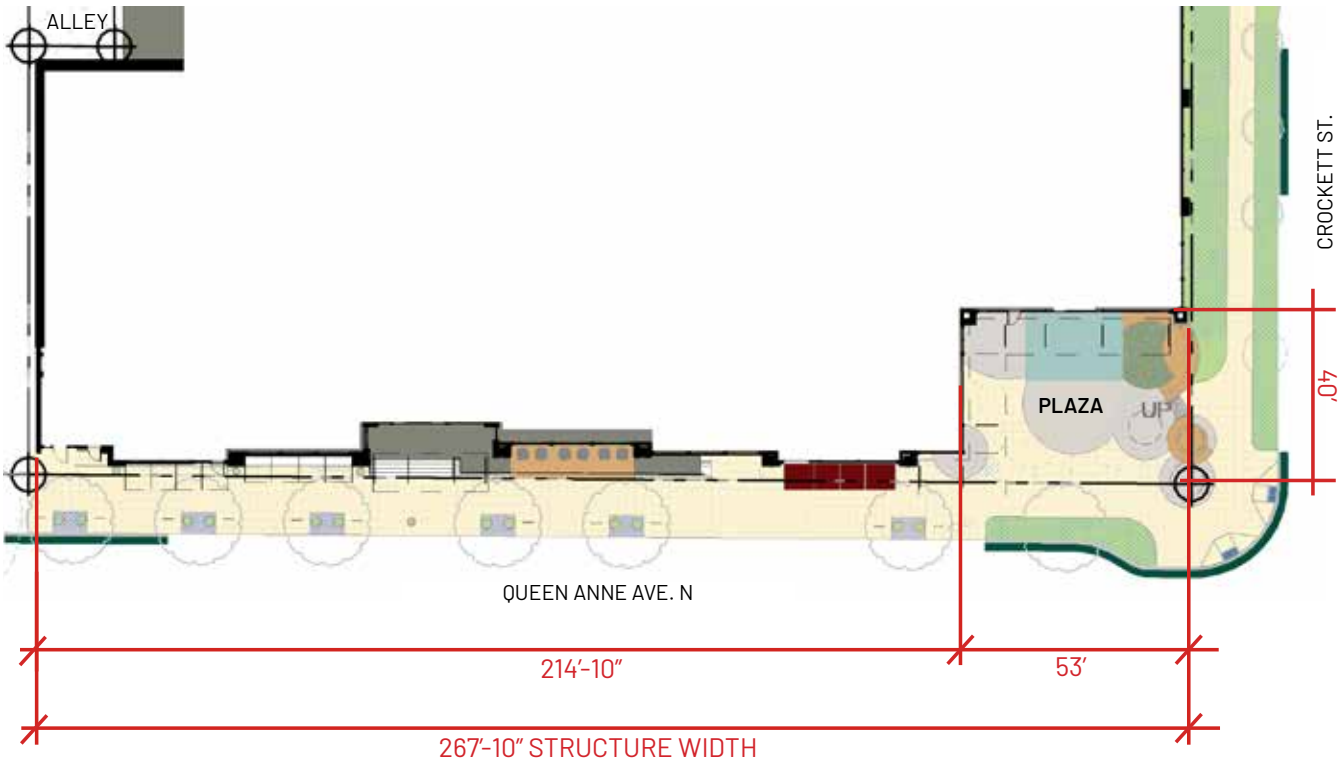 ALLEY
CROCKETT ST.
40'
PLAZA
UP
QUEEN ANNE AVE. N
214'-10"
53'
267'-10" STRUCTURE WIDTH